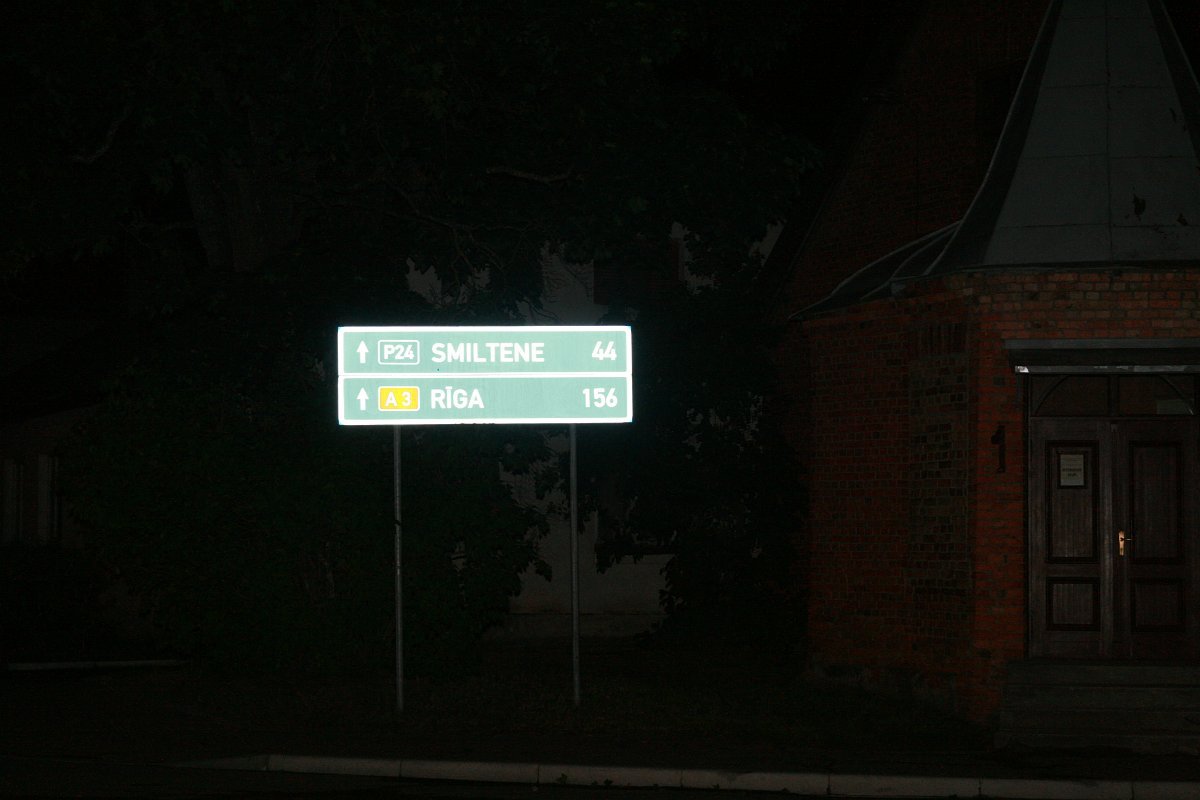 ↑ P24 SMILTENE 44
↑ A3 RĪGA 156